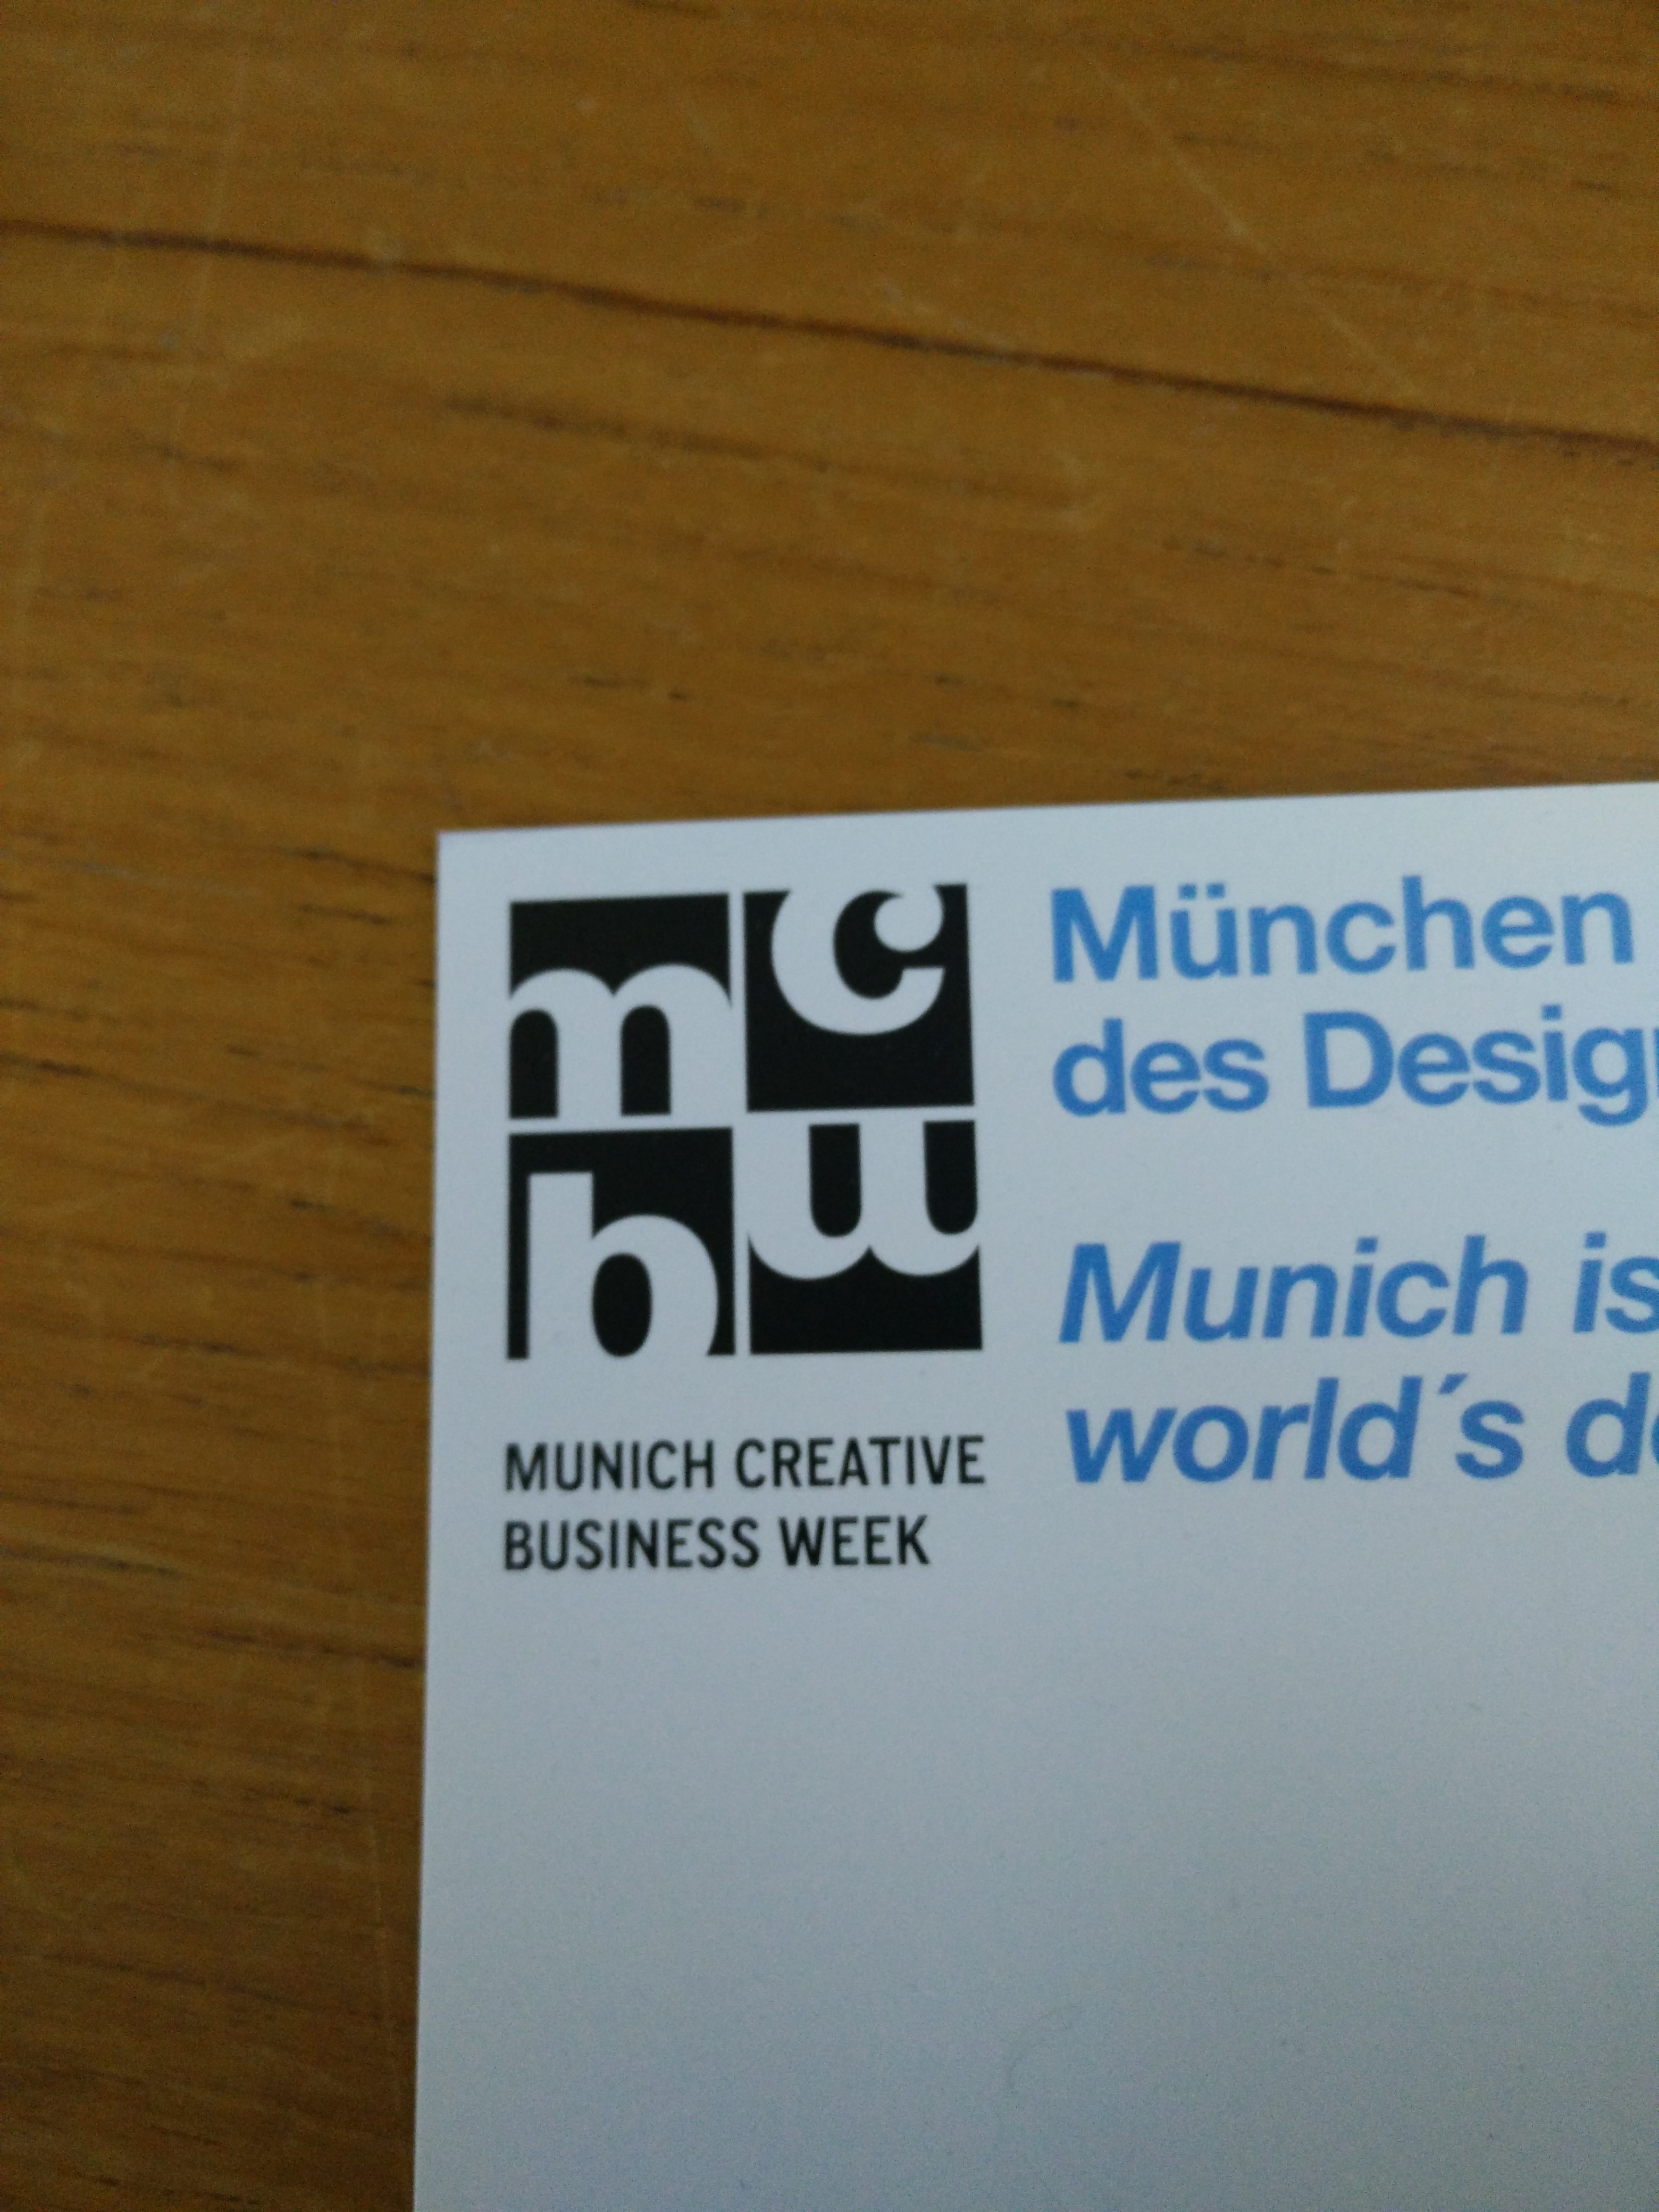 mc
bw
MUNICH CREATIVE
BUSINESS WEEK
München
des Desig
Munich is
world´s d